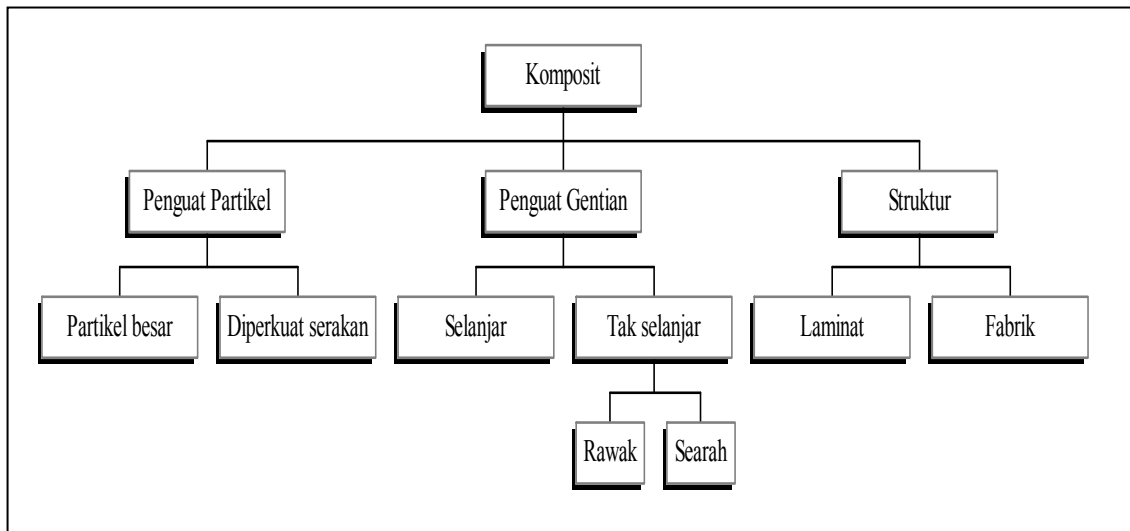 Komposit
Penguat Partikel
Penguat Gentian
Struktur
Partikel besar
Diperkuat serakan
Selanjar
Tak selanjar
Laminat
Fabrik
Rawak
Searah